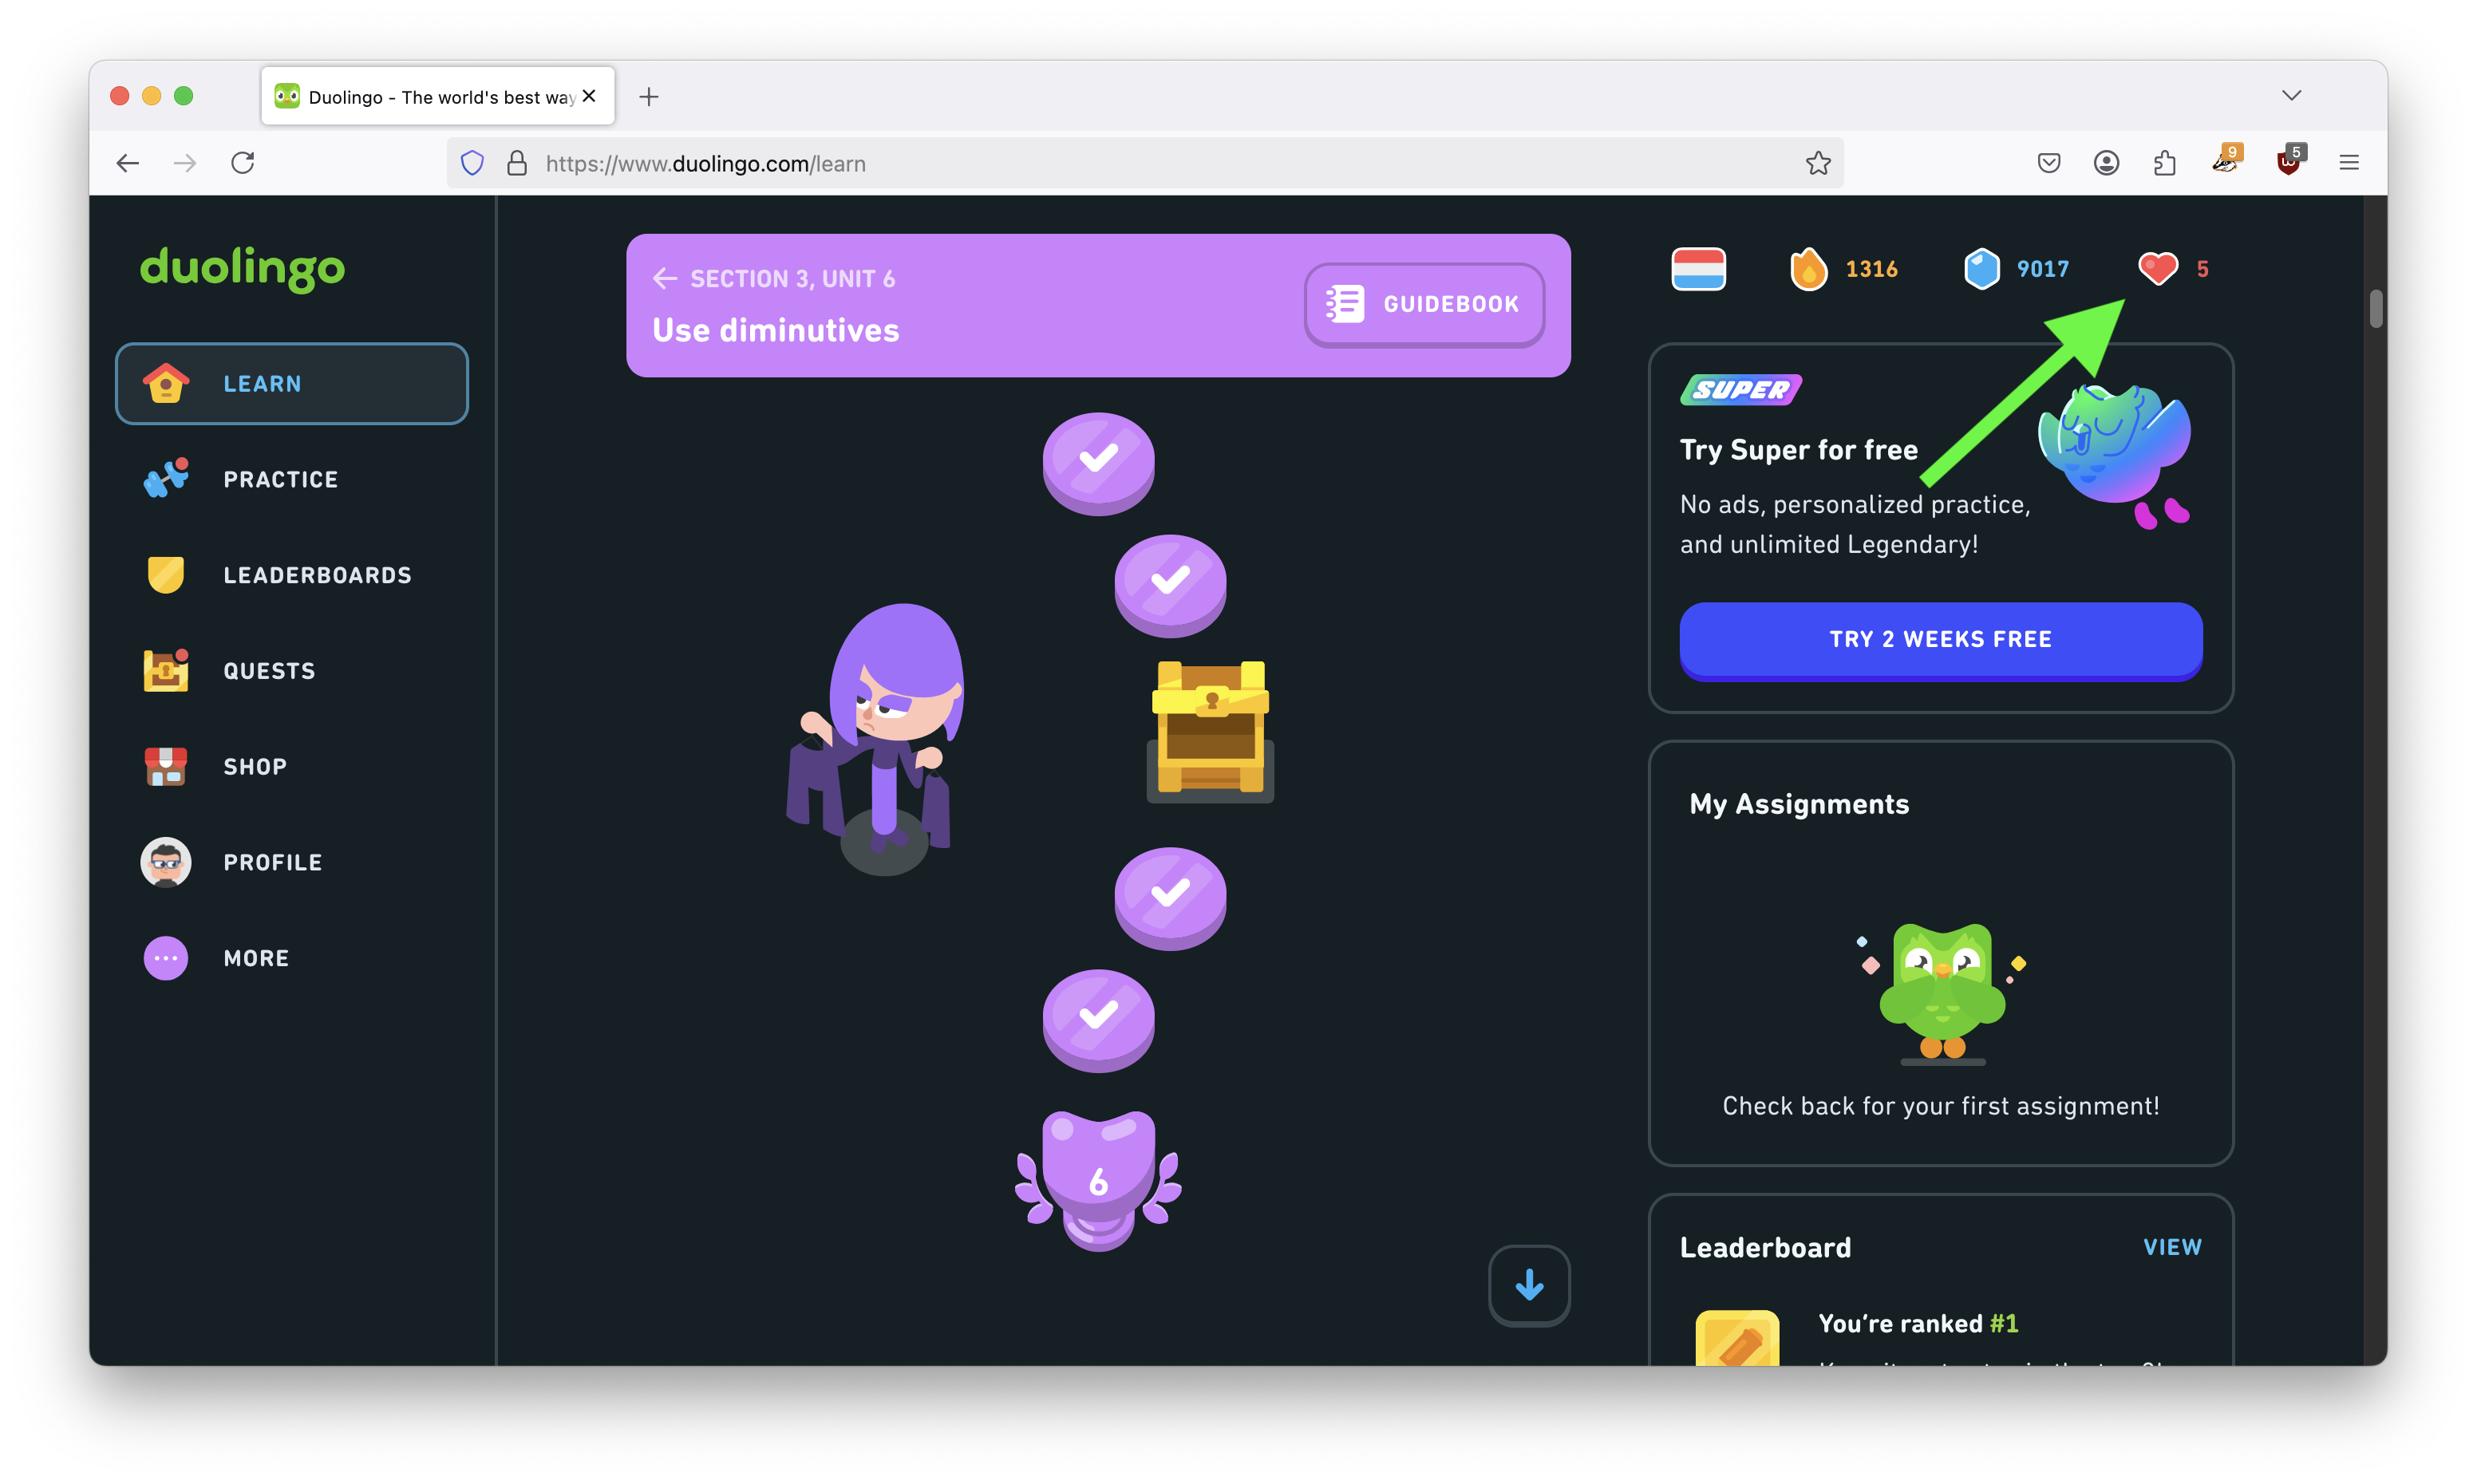 Duolingo - The world's best way
https://www.duolingo.com/learn
9
5
duolingo
LEARN
PRACTICE
LEADERBOARDS
QUESTS
SHOP
PROFILE
MORE
SECTION 3, UNIT 6
Use diminutives
GUIDEBOOK
6
1316
9017
5
SUPER
Try Super for free
No ads, personalized practice,
and unlimited Legendary!
TRY 2 WEEKS FREE
My Assignments
Check back for your first assignment!
Leaderboard
VIEW
You're ranked #1